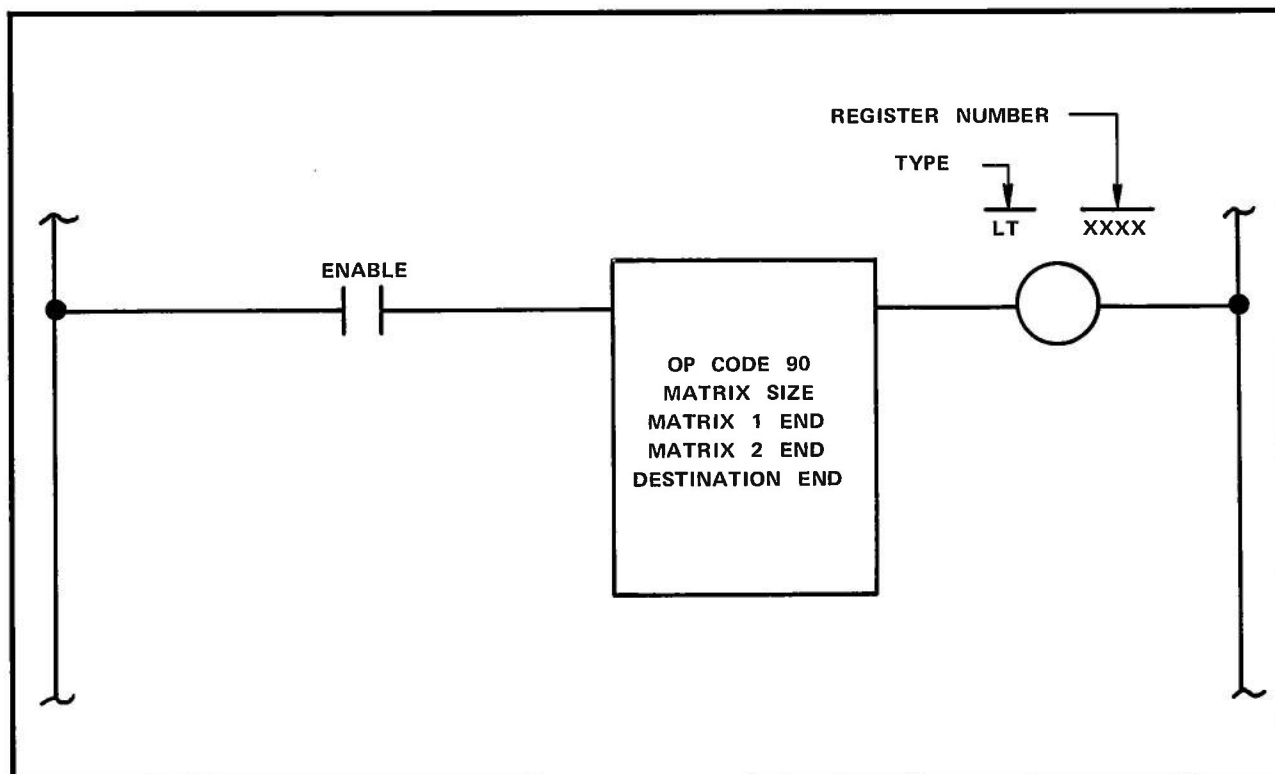 REGISTER NUMBER
TYPE
LT XXXX
ENABLE
OP CODE 90
MATRIX SIZE
MATRIX 1 END
MATRIX 2 END
DESTINATION END